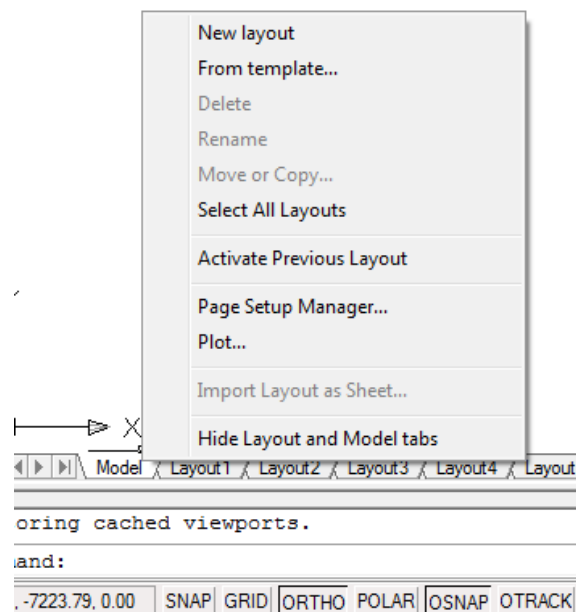 New layout
From template...
Delete
Rename
Move or Copy...
Select All Layouts
Activate Previous Layout
Page Setup Manager...
Plot...
Import Layout as Sheet...
Hide Layout and Model tabs
X
Model Layout1 Layout2 Layout3 Layout4 Layout
oring cached viewports.
mand:
, -7223.79, 0.00 SNAP GRID ORTHO POLAR OSNAP OTRACK